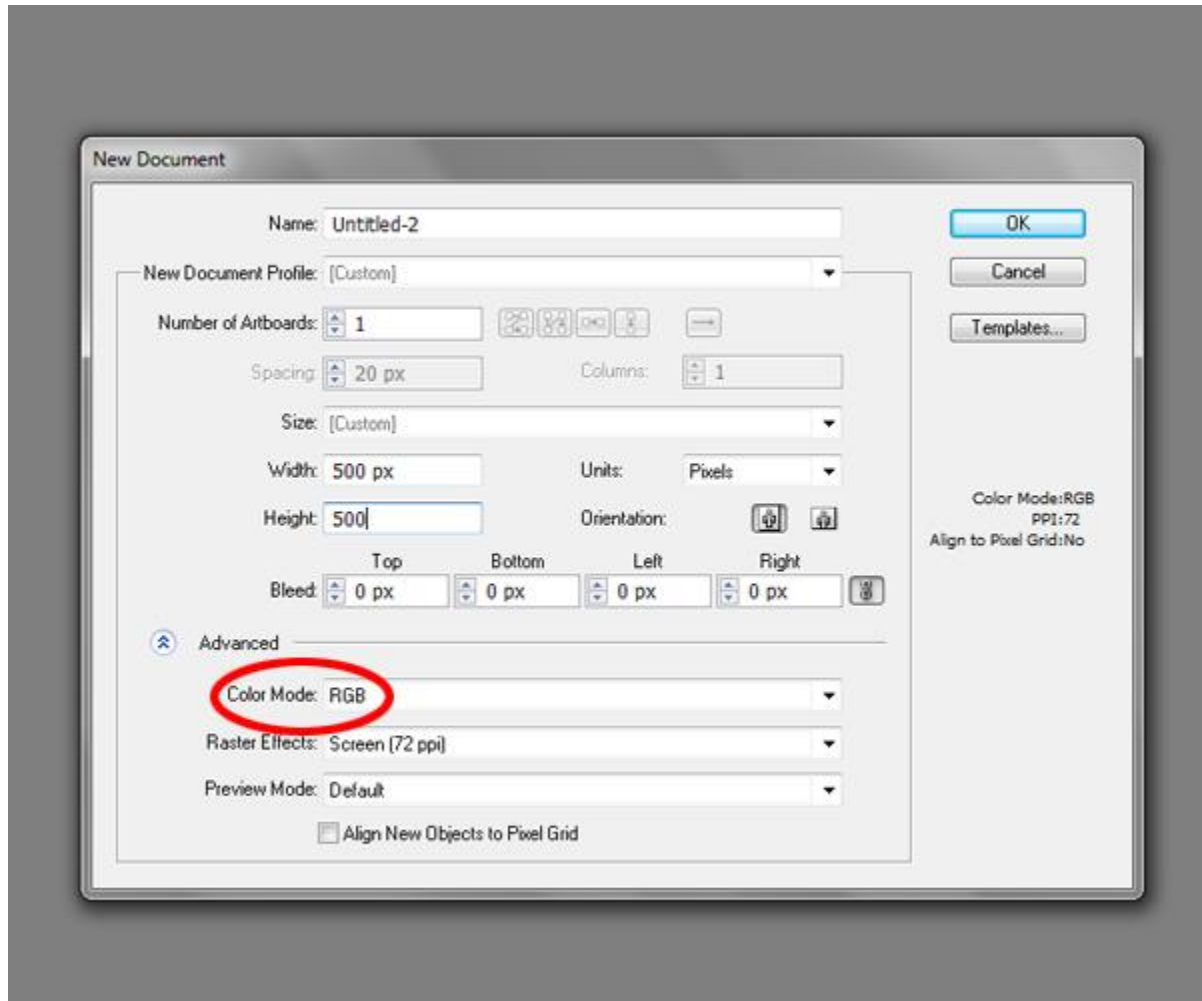 New Document
Name: Untitled-2
OK
New Document Profile: [Custom]
Cancel
Number of Artboards: 1
Templates...
Spacing: 20 px Columns: 1
Size: [Custom]
Width: 500 px Units: Pixels
Height: 500 Orientation:
Color Mode:RGB
PPI:72
Align to Pixel Grid:No
Top Bottom Left Right
Bleed: 0 px 0 px 0 px 0 px
Advanced
Color Mode: RGB
Raster Effects: Screen (72 ppi)
Preview Mode: Default
Align New Objects to Pixel Grid